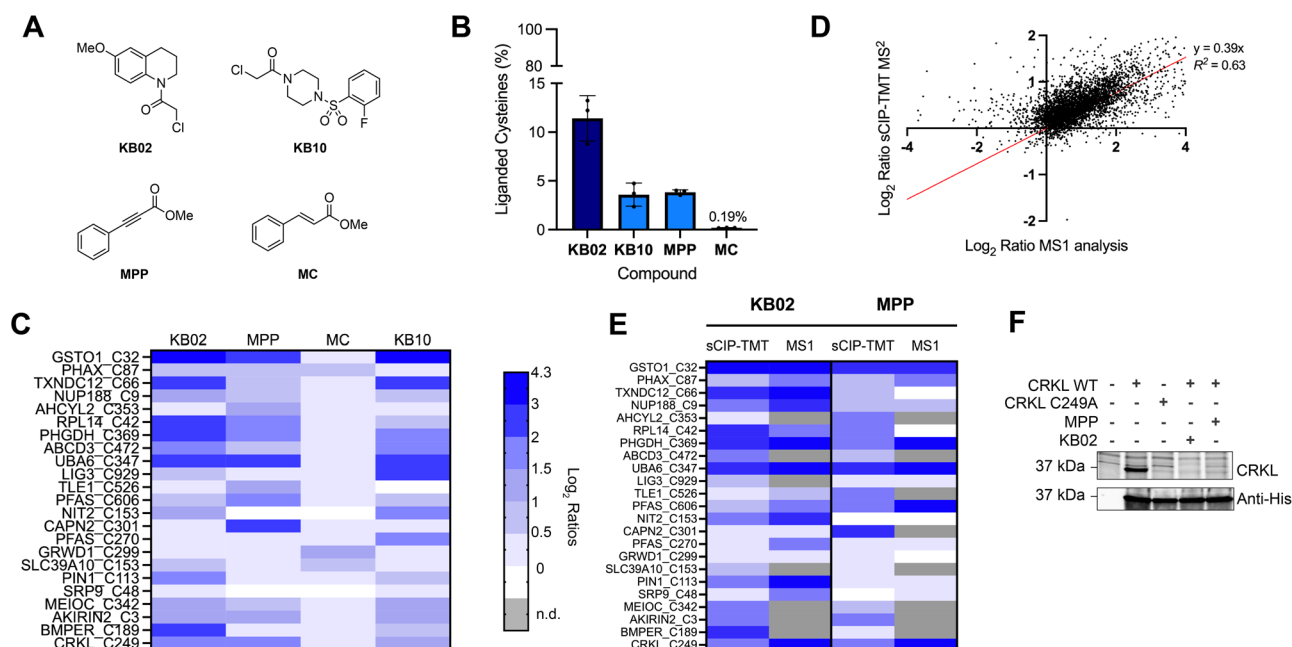 A
MeO
N
O
Cl
KB02
O
Cl
N
N
S
O O
F
KB10
O
OMe
MPP
O
OMe
MC
B
Liganded Cysteines (%)
100
80
15
10
5
0
0.19%
KB02 KB10 MPP MC
Compound
D
Log2 Ratio sCIP-TMT MS²
2
1
-1
-2
-4 -2 2 4
y = 0.39x
R² = 0.63
Log2 Ratio MS1 analysis
C
KB02 MPP MC KB10
GSTO1_C32
PHAX_C87
TXNDC12_C66
NUP188_C9
AHCYL2_C353
RPL14_C42
PHGDH_C369
ABCD3_C472
UBA6_C347
LIG3_C929
TLE1_C526
PFAS_C606
NIT2_C153
CAPN2_C301
PFAS_C270
GRWD1_C299
SLC39A10_C153
PIN1_C113
SRP9_C48
MEIOC_C342
AKIRIN2_C3
BMPER_C189
CRKL_C249
4.3
3
2
1.5
1
0.5
0
n.d.
Log2 Ratios
E
KB02 MPP
sCIP-TMT MS1 sCIP-TMT MS1
GSTO1_C32
PHAX_C87
TXNDC12_C66
NUP188_C9
AHCYL2_C353
RPL14_C42
PHGDH_C369
ABCD3_C472
UBA6_C347
LIG3_C929
TLE1_C526
PFAS_C606
NIT2_C153
CAPN2_C301
PFAS_C270
GRWD1_C299
SLC39A10_C153
PIN1_C113
SRP9_C48
MEIOC_C342
AKIRIN2_C3
BMPER_C189
CRKL_C249
F
CRKL WT - + - + +
CRKL C249A - - + - -
MPP - - - - +
KB02 - - - + -
37 kDa CRKL
37 kDa Anti-His